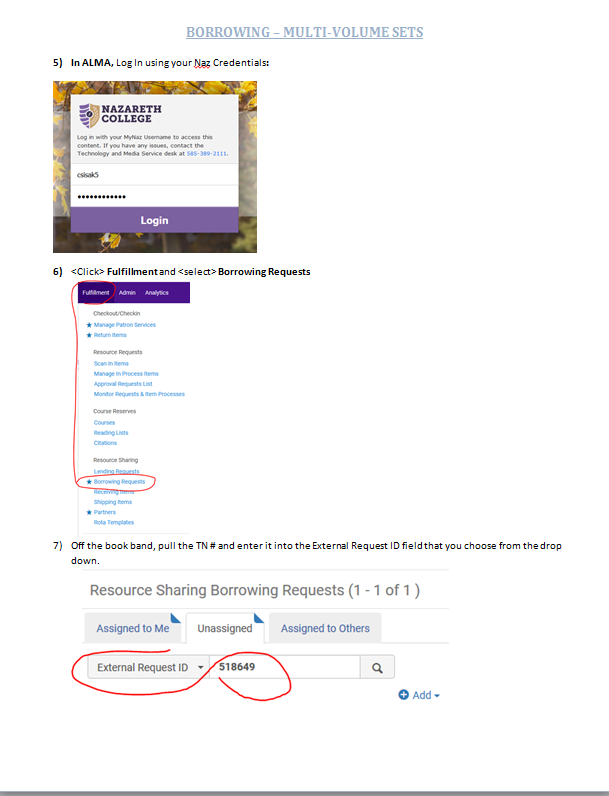 BORROWING – MULTI-VOLUME SETS
5) In ALMA, Log In using your Naz Credentials:
NAZARETH
COLLEGE
Log in with your MyNaz Username to access this
content. If you have any issues, contact the
Technology and Media Service desk at 585-389-2111.
csisak5
••••••••••••
Login
6) <Click> Fulfillment and <select> Borrowing Requests
Fulfillment Admin Analytics
Checkout/Checkin
★ Manage Patron Services
★ Return Items
Resource Requests
Scan In Items
Manage In Process Items
Approval Requests List
Monitor Requests & Item Processes
Course Reserves
Courses
Reading Lists
Citations
Resource Sharing
Lending Requests
★ Borrowing Requests
Receiving Items
Shipping Items
★ Partners
Rota Templates
7) Off the book band, pull the TN # and enter it into the External Request ID field that you choose from the drop
down.
Resource Sharing Borrowing Requests (1 - 1 of 1 )
Assigned to Me Unassigned Assigned to Others
External Request ID 518649
Add